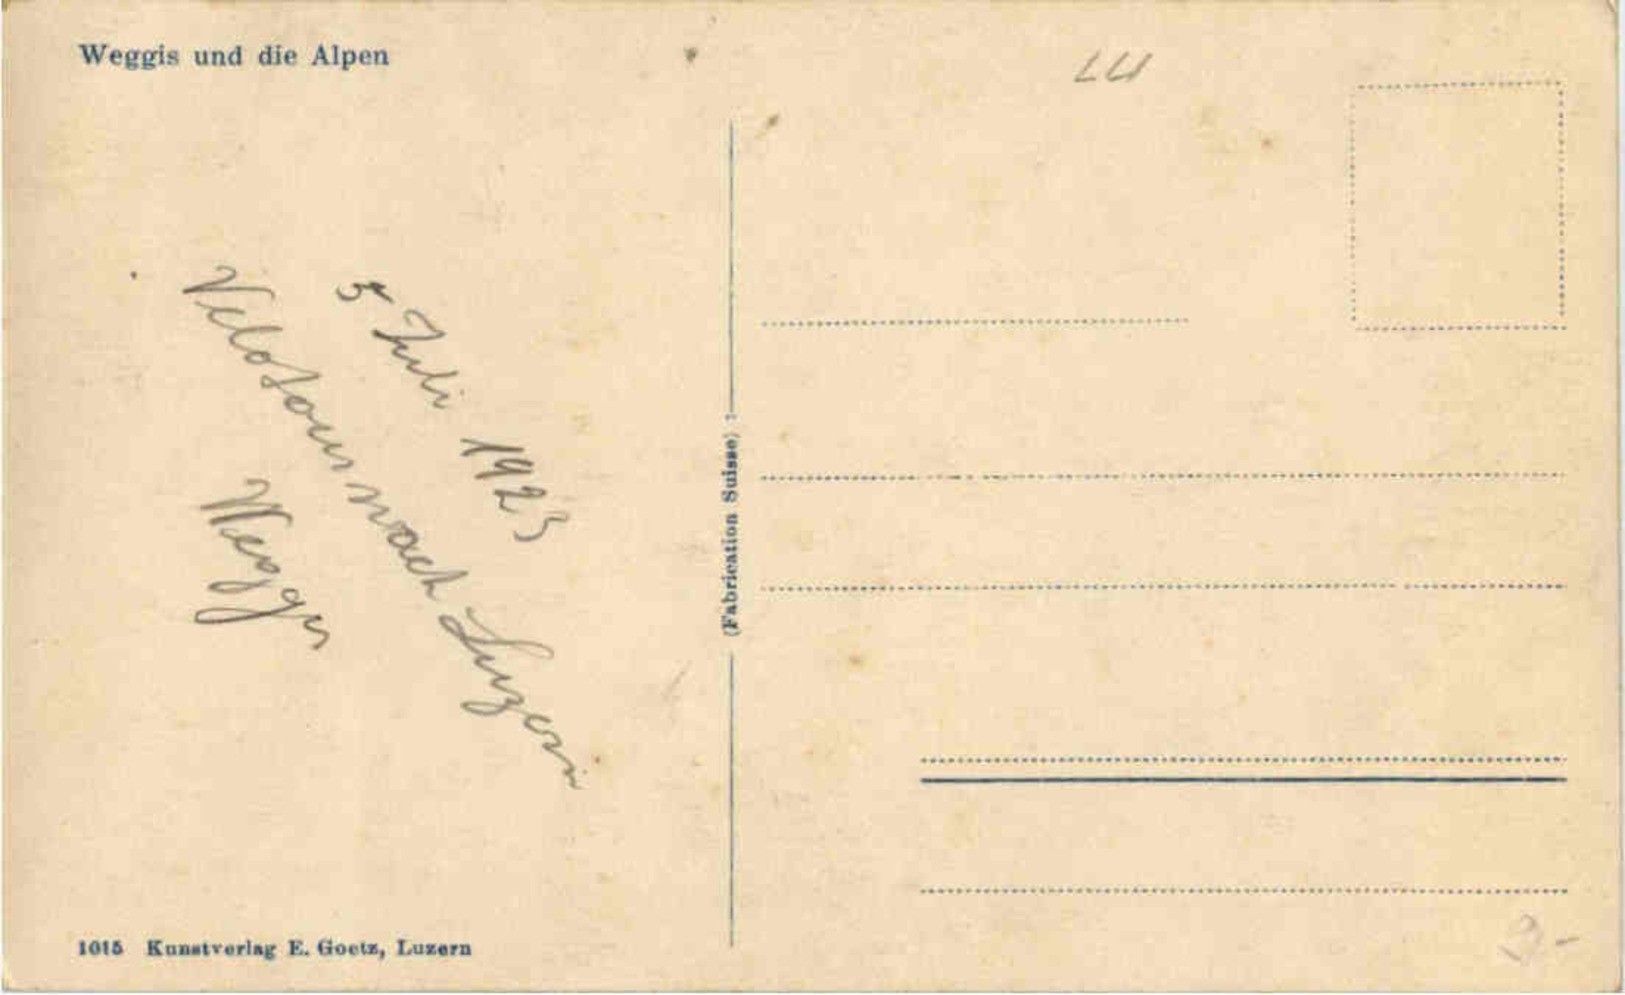 Weggis und die Alpen
LU
5 Juli 1923
Velotour nach Luzern
Weggis
(Fabrication Suisse)
1015 Kunstverlag E. Goetz, Luzern